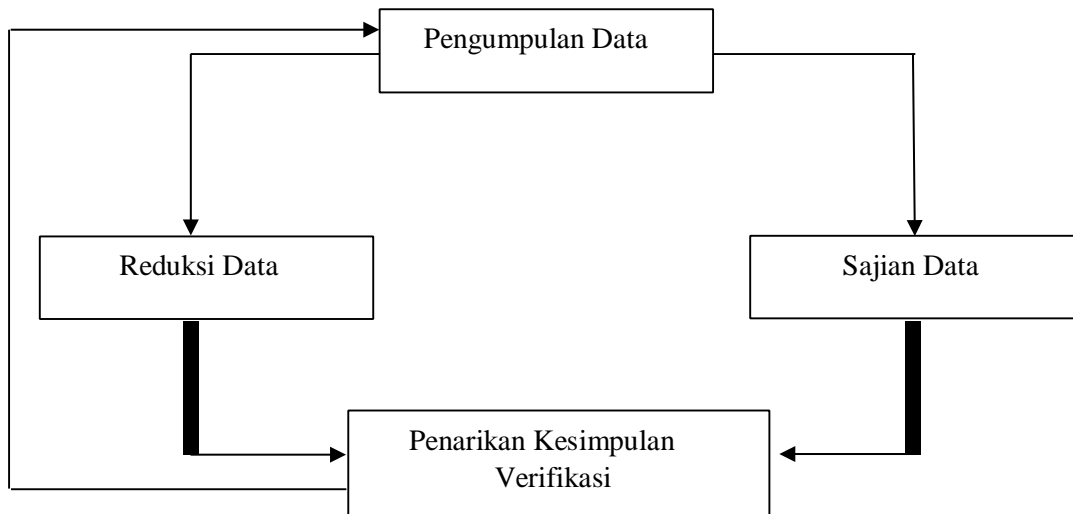 Pengumpulan Data
Reduksi Data
Sajian Data
Penarikan Kesimpulan
Verifikasi